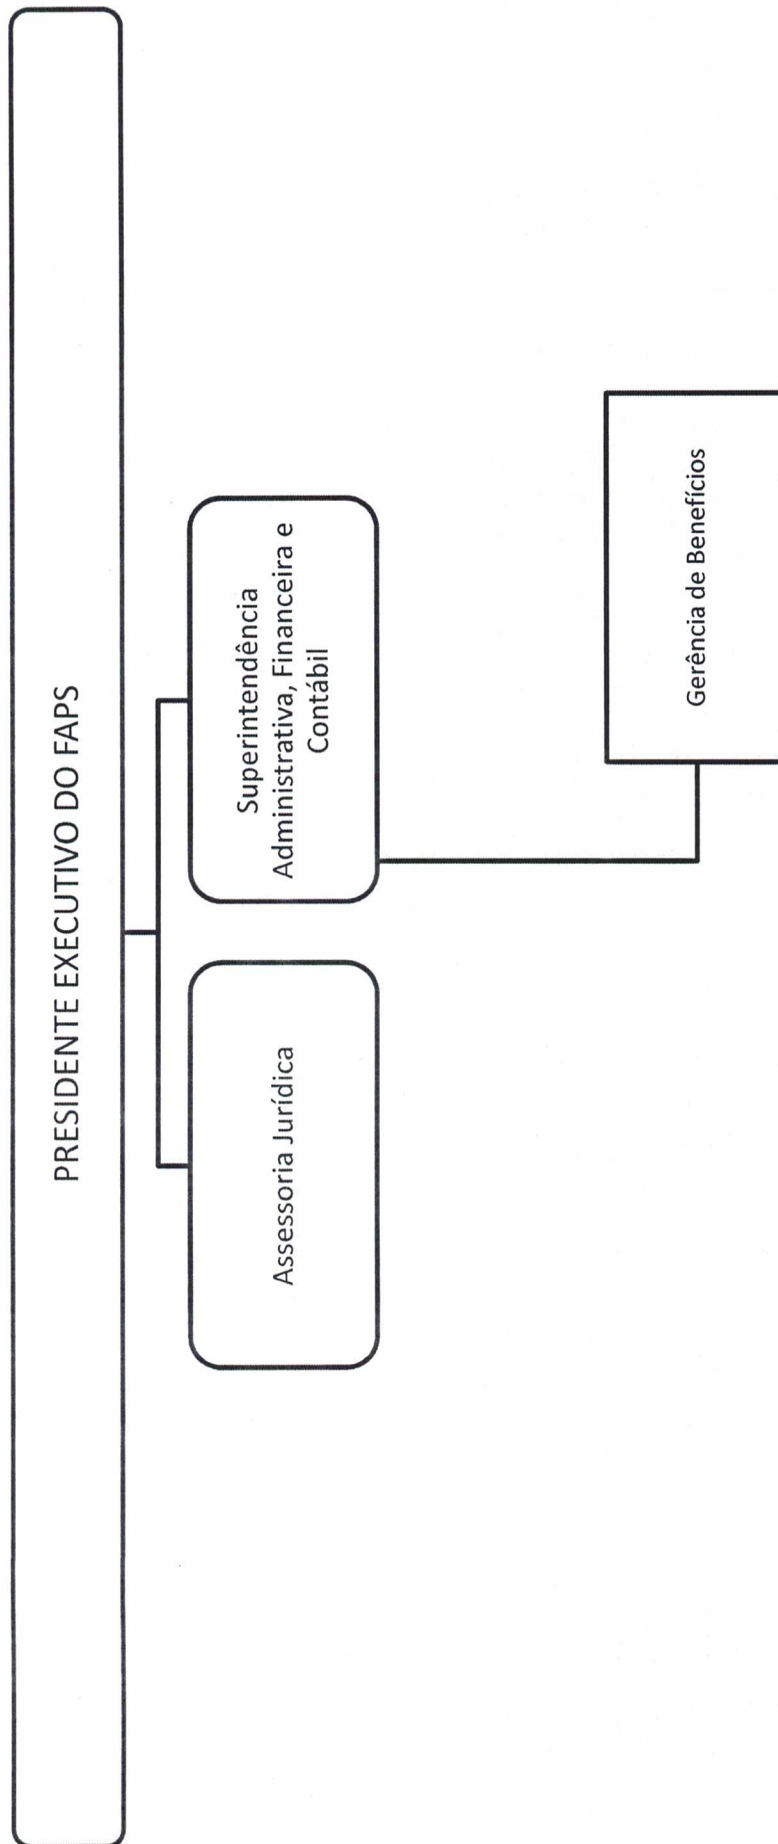 PRESIDENTE EXECUTIVO DO FAPS
Assessoria Jurídica
Superintendência
Administrativa, Financeira e
Contábil
Gerência de Benefícios